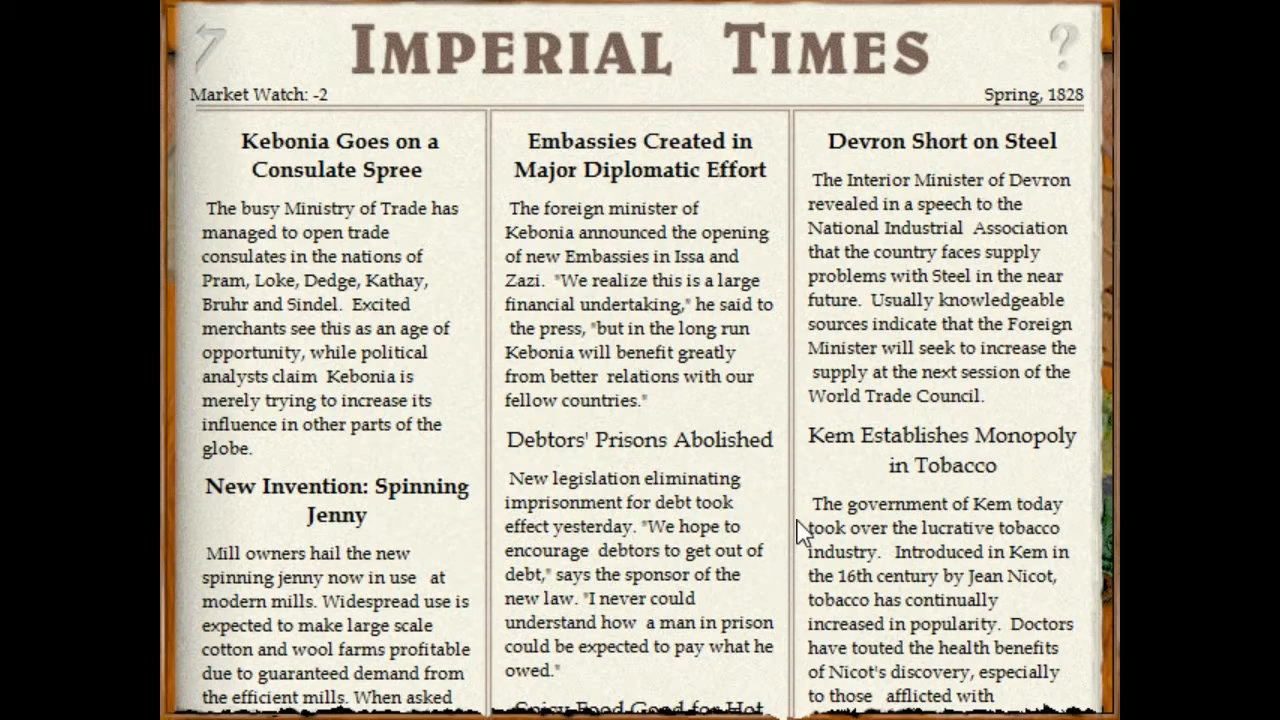 IMPERIAL TIMES
Market Watch: -2
Spring, 1828
Kebonia Goes on a
Consulate Spree
The busy Ministry of Trade has
managed to open trade
consulates in the nations of
Pram, Loke, Dedge, Kathay,
Bruhr and Sindel. Excited
merchants see this as an age of
opportunity, while political
analysts claim Kebonia is
merely trying to increase its
influence in other parts of the
globe.
New Invention: Spinning
Jenny
Mill owners hail the new
spinning jenny now in use at
modern mills. Widespread use is
expected to make large scale
cotton and wool farms profitable
due to guaranteed demand from
the efficient mills. When asked
Embassies Created in
Major Diplomatic Effort
The foreign minister of
Kebonia announced the opening
of new Embassies in Issa and
Zazi. "We realize this is a large
financial undertaking," he said to
the press, "but in the long run
Kebonia will benefit greatly
from better relations with our
fellow countries."
Debtors' Prisons Abolished
New legislation eliminating
imprisonment for debt took
effect yesterday. "We hope to
encourage debtors to get out of
debt," says the sponsor of the
new law. "I never could
understand how a man in prison
could be expected to pay what he
owed."
Spicy Food Good for Hot
Devron Short on Steel
The Interior Minister of Devron
revealed in a speech to the
National Industrial Association
that the country faces supply
problems with Steel in the near
future. Usually knowledgeable
sources indicate that the Foreign
Minister will seek to increase the
supply at the next session of the
World Trade Council.
Kem Establishes Monopoly
in Tobacco
The government of Kem today
took over the lucrative tobacco
industry. Introduced in Kem in
the 16th century by Jean Nicot,
tobacco has continually
increased in popularity. Doctors
have touted the health benefits
of Nicot's discovery, especially
to those afflicted with